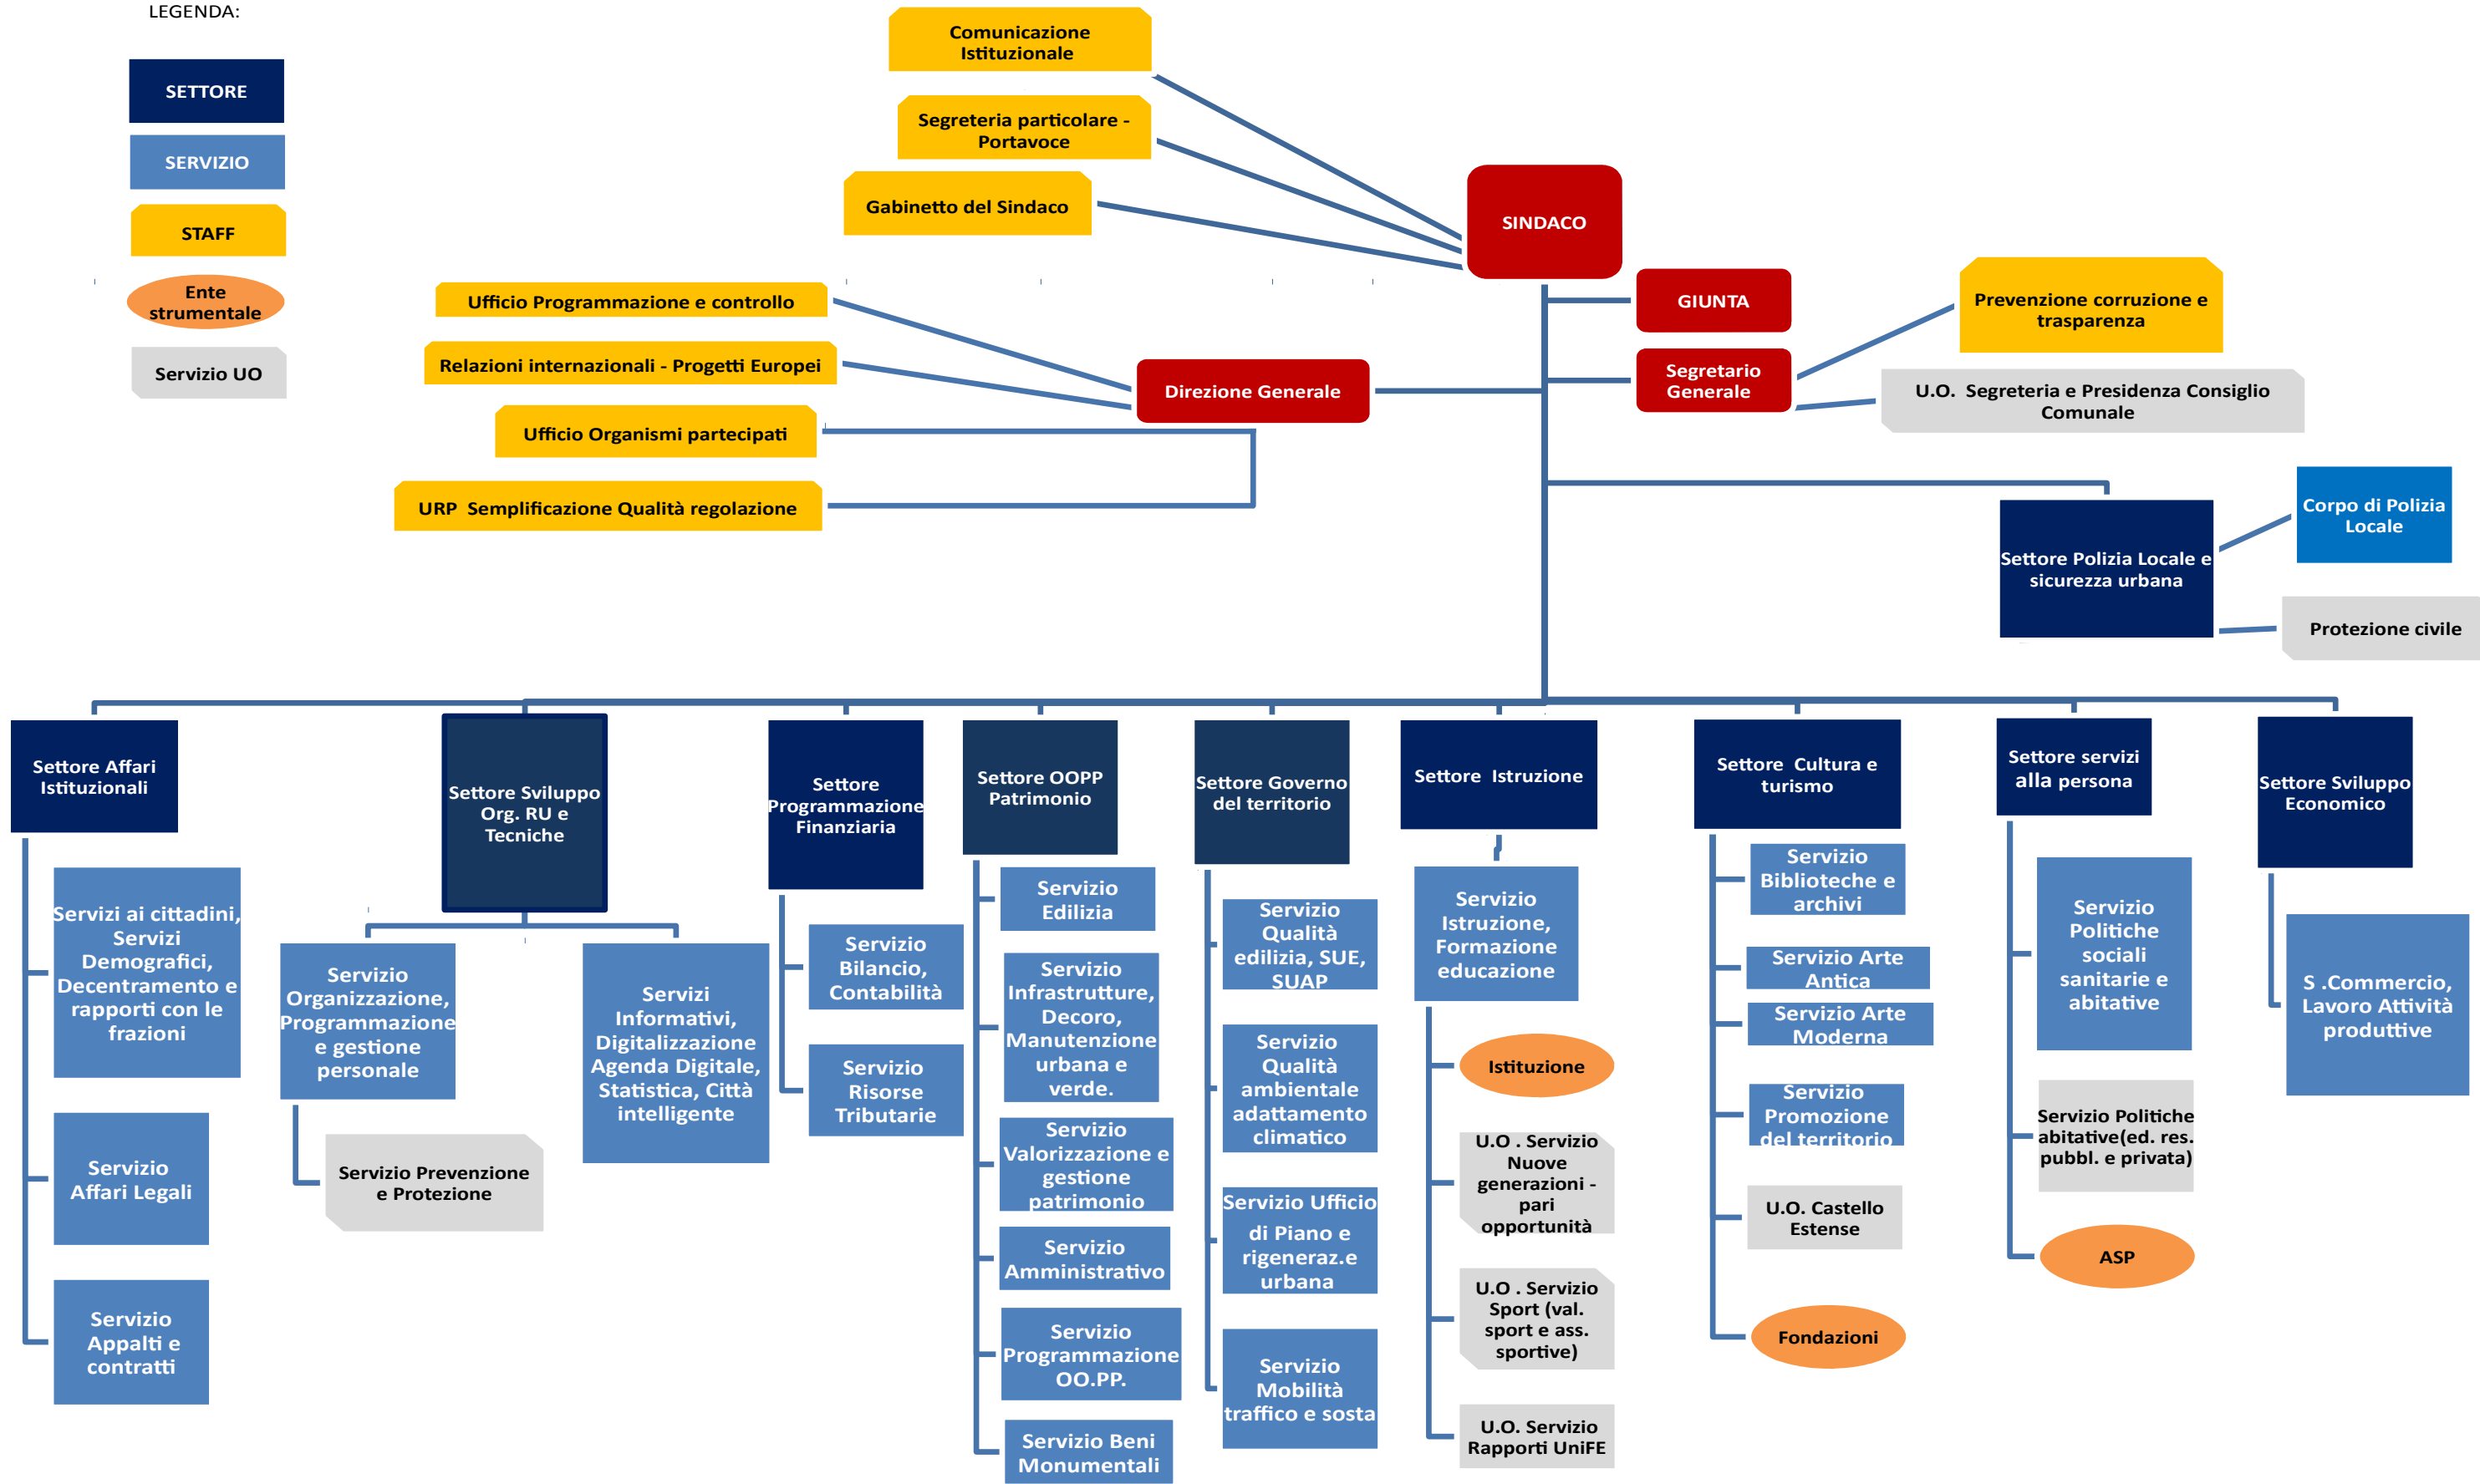 LEGENDA:
SETTORE
SERVIZIO
STAFF
Ente
strumentale
Servizio UO
Comunicazione
Istituzionale
Segreteria particolare -
Portavoce
Gabinetto del Sindaco
SINDACO
GIUNTA
Segretario
Generale
Prevenzione corruzione e
trasparenza
U.O. Segreteria e Presidenza Consiglio
Comunale
Direzione Generale
Ufficio Programmazione e controllo
Relazioni internazionali - Progetti Europei
Ufficio Organismi partecipati
URP Semplificazione Qualità regolazione
Settore Polizia Locale e
sicurezza urbana
Corpo di Polizia
Locale
Protezione civile
Settore Affari
Istituzionali
Servizi ai cittadini,
Servizi
Demografici,
Decentramento e
rapporti con le
frazioni
Servizio
Affari Legali
Servizio
Appalti e
contratti
Settore Sviluppo
Org. RU e
Tecniche
Servizio
Organizzazione,
Programmazione
e gestione
personale
Servizio Prevenzione
e Protezione
Servizi
Informativi,
Digitalizzazione
Agenda Digitale,
Statistica, Città
intelligente
Settore
Programmazione
Finanziaria
Servizio
Bilancio,
Contabilità
Servizio
Risorse
Tributarie
Settore OOPP
Patrimonio
Servizio
Edilizia
Servizio
Infrastrutture,
Decoro,
Manutenzione
urbana e
verde.
Servizio
Valorizzazione e
gestione
patrimonio
Servizio
Amministrativo
Servizio
Programmazione
OO.PP.
Servizio Beni
Monumentali
Settore Governo
del territorio
Servizio
Qualità
edilizia, SUE,
SUAP
Servizio
Qualità
ambientale
adattamento
climatico
Servizio Ufficio
di Piano e
rigeneraz.e
urbana
Servizio
Mobilità
traffico e sosta
Settore Istruzione
Servizio
Istruzione,
Formazione
educazione
Istituzione
U.O . Servizio
Nuove
generazioni -
pari
opportunità
U.O . Servizio
Sport (val.
sport e ass.
sportive)
U.O. Servizio
Rapporti UniFE
Settore Cultura e
turismo
Servizio
Biblioteche e
archivi
Servizio Arte
Antica
Servizio Arte
Moderna
Servizio
Promozione
del territorio
U.O. Castello
Estense
Fondazioni
Settore servizi
alla persona
Servizio
Politiche
sociali
sanitarie e
abitative
Servizio Politiche
abitative(ed. res.
pubbl. e privata)
ASP
Settore Sviluppo
Economico
S .Commercio,
Lavoro Attività
produttive